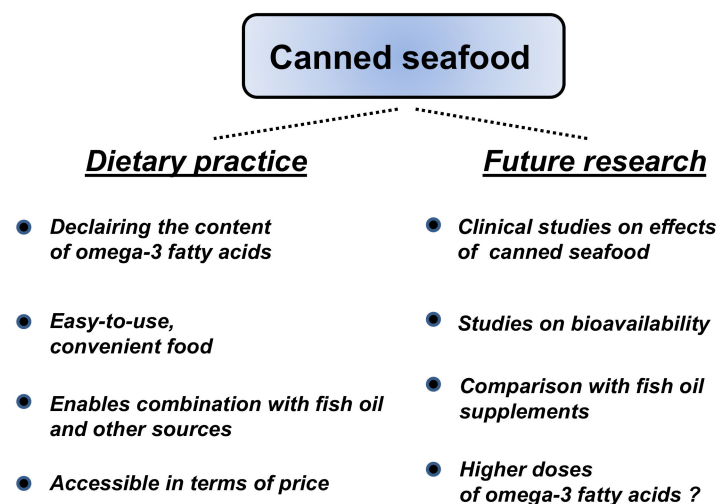 Canned seafood
Dietary practice
Declairing the content
of omega-3 fatty acids
Easy-to-use,
convenient food
Enables combination with fish oil
and other sources
Accessible in terms of price
Future research
Clinical studies on effects
of canned seafood
Studies on bioavailability
Comparison with fish oil
supplements
Higher doses
of omega-3 fatty acids ?